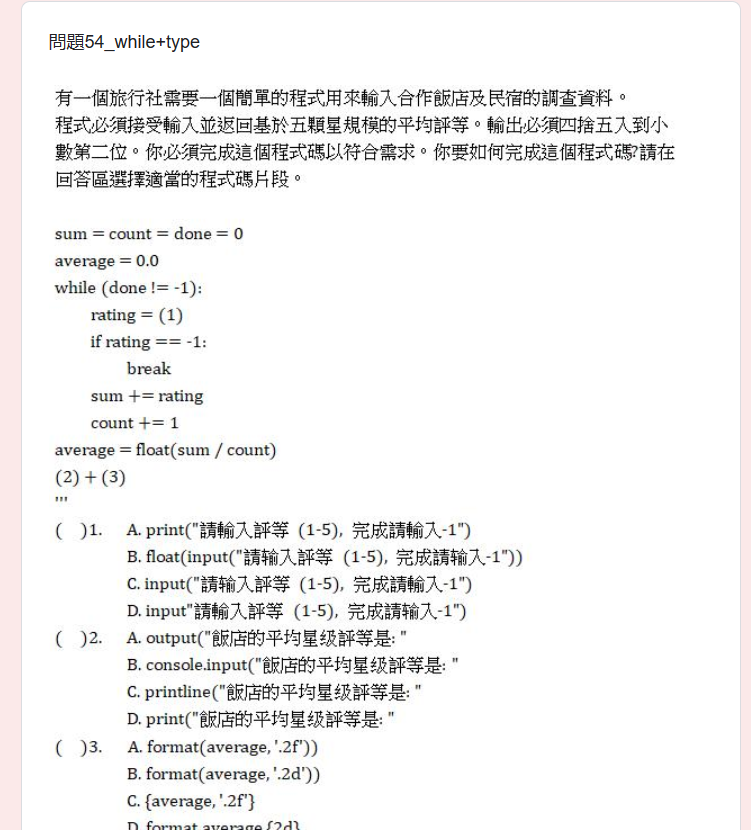 問題54_while+type
有一個旅行社需要一個簡單的程式用來輸入合作飯店及民宿的調查資料。
程式必須接受輸入並返回基於五顆星規模的平均評等。輸出必須四捨五入到小
數第二位。你必須完成這個程式碼以符合需求。你要如何完成這個程式碼?請在
回答區選擇適當的程式碼片段。
sum = count = done = 0
average = 0.0
while (done != -1):
rating = (1)
if rating == -1:
break
sum += rating
count += 1
average = float(sum / count)
(2) + (3)
'''
( )1. A. print("請輸入評等 (1-5), 完成請輸入-1")
B. float(input("請输入評等 (1-5), 完成請输入-1"))
C. input("請输入評等 (1-5), 完成請輸入-1")
D. input"請輸入評等 (1-5), 完成請输入-1")
( )2. A. output("飯店的平均星级評等是: "
B. console.input("飯店的平均星级評等是: "
C. printline("飯店的平均星级評等是: "
D. print("飯店的平均星级評等是: "
( )3. A. format(average, '.2f'))
B. format(average, '.2d'))
C. {average, '.2f'}
D. format average {2d}